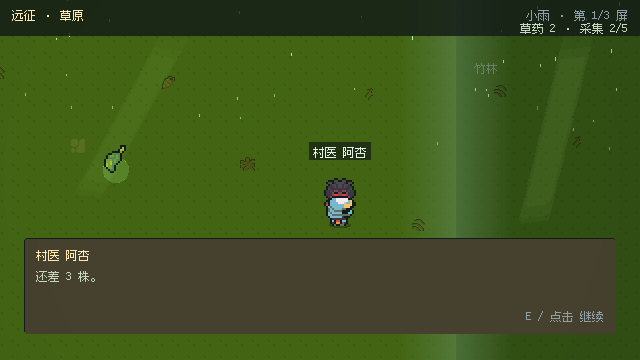 远征 · 草原
小雨 · 第 1/3 屏
草药 2 · 采集 2/5
竹林
村医 阿杏
村医 阿杏
还差 3 株。
E / 点击 继续